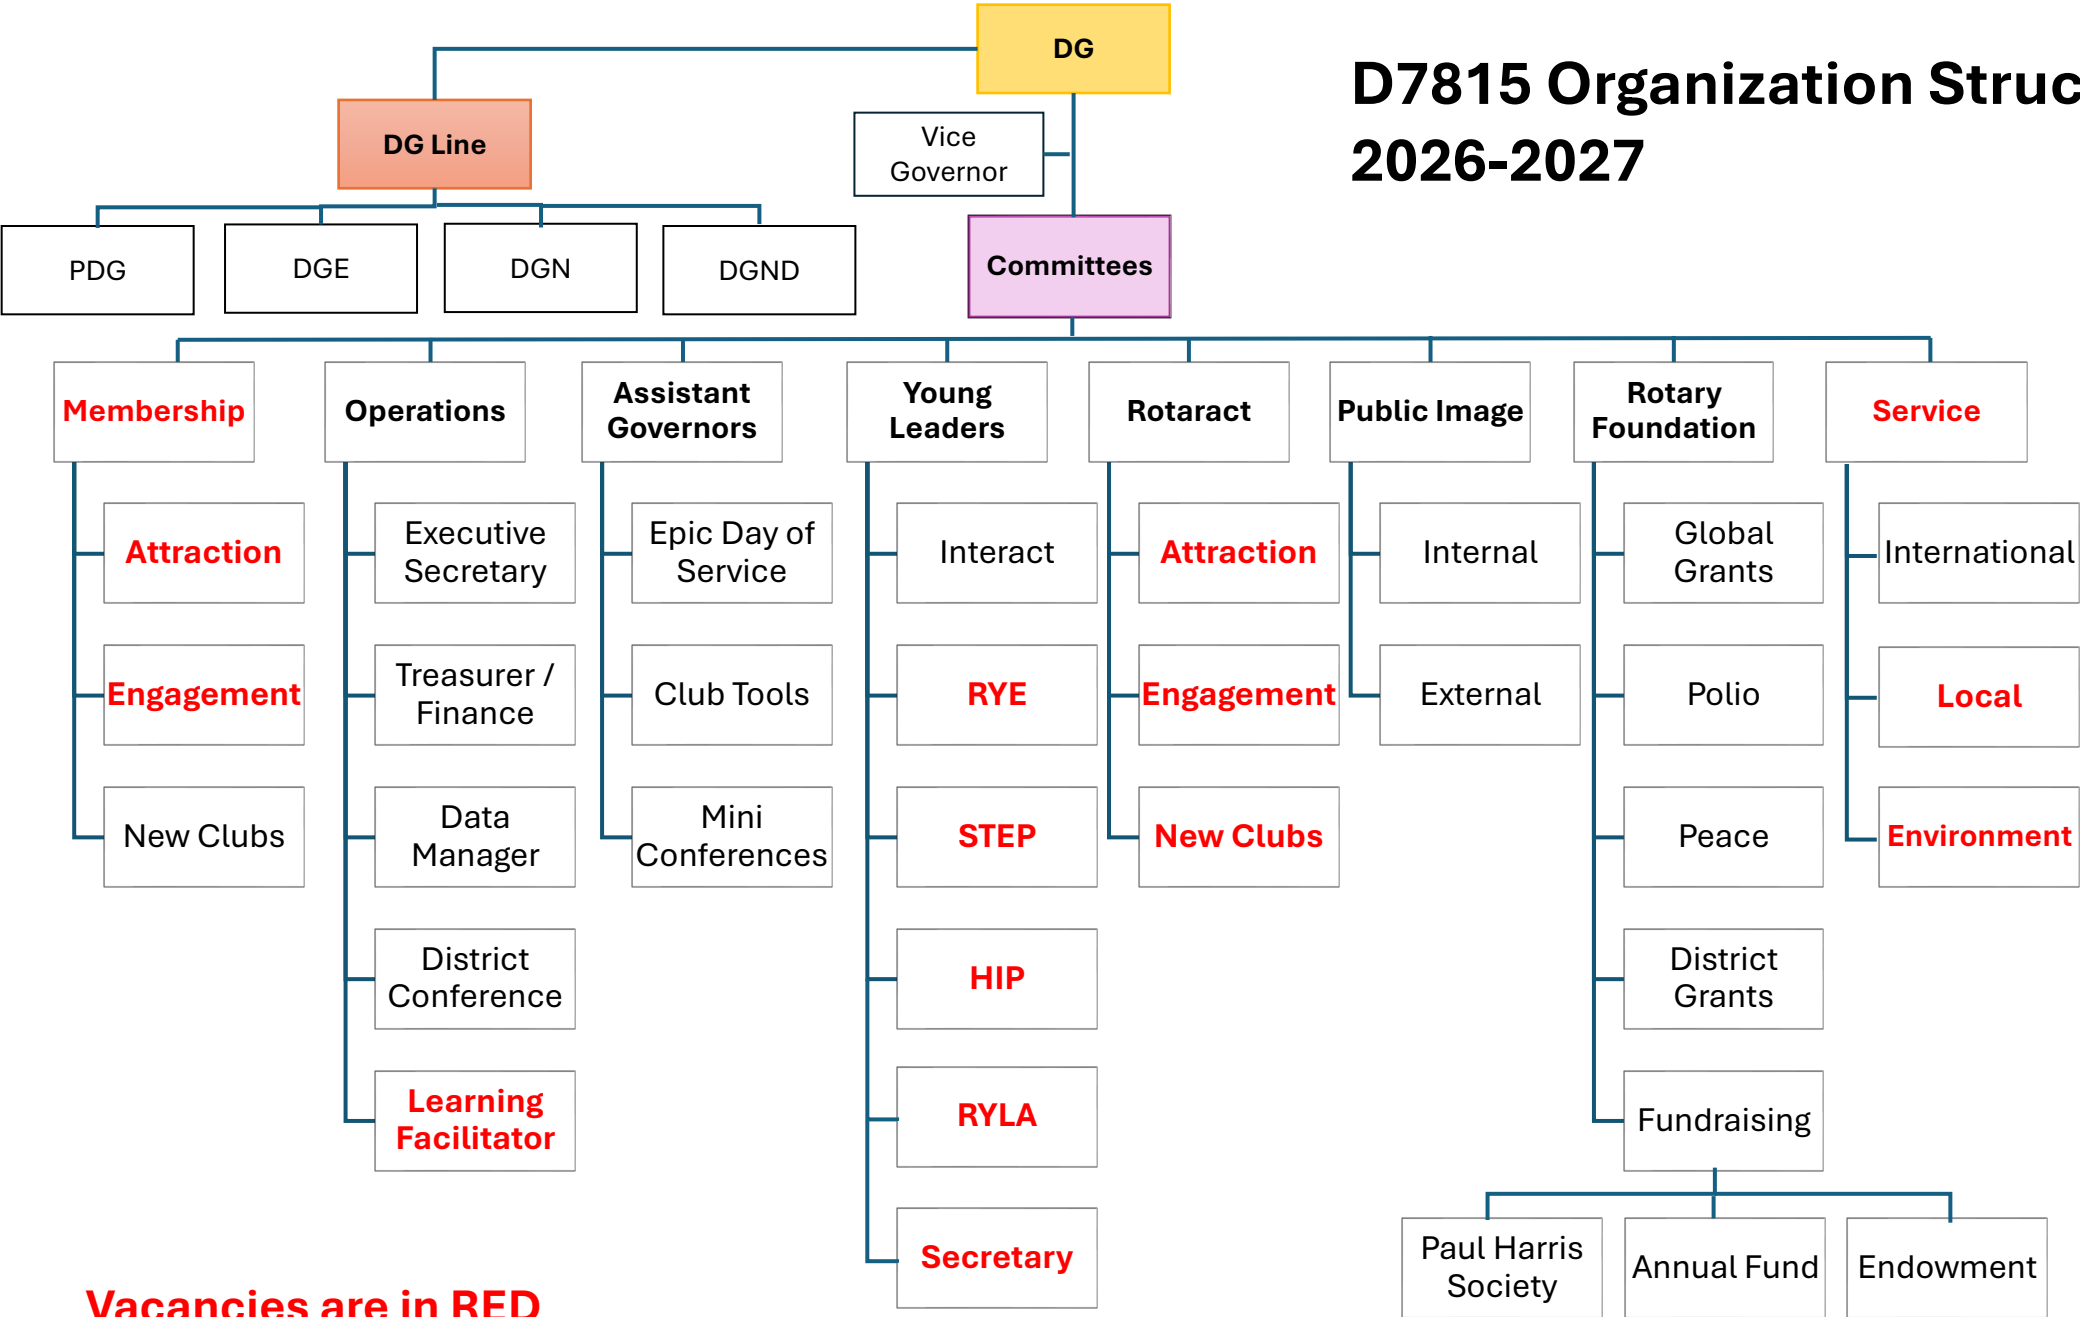 DG
D7815 Organization Struc
2026-2027
DG Line
Vice
Governor
PDG
DGE
DGN
DGND
Committees
Membership
Operations
Assistant
Governors
Young
Leaders
Rotaract
Public Image
Rotary
Foundation
Service
Attraction
Engagement
New Clubs
Executive
Secretary
Treasurer /
Finance
Data
Manager
District
Conference
Learning
Facilitator
Epic Day of
Service
Club Tools
Mini
Conferences
Interact
RYE
STEP
HIP
RYLA
Secretary
Attraction
Engagement
New Clubs
Internal
External
Global
Grants
Polio
Peace
District
Grants
Fundraising
Paul Harris
Society
Annual Fund
Endowment
International
Local
Environment
Vacancies are in RED